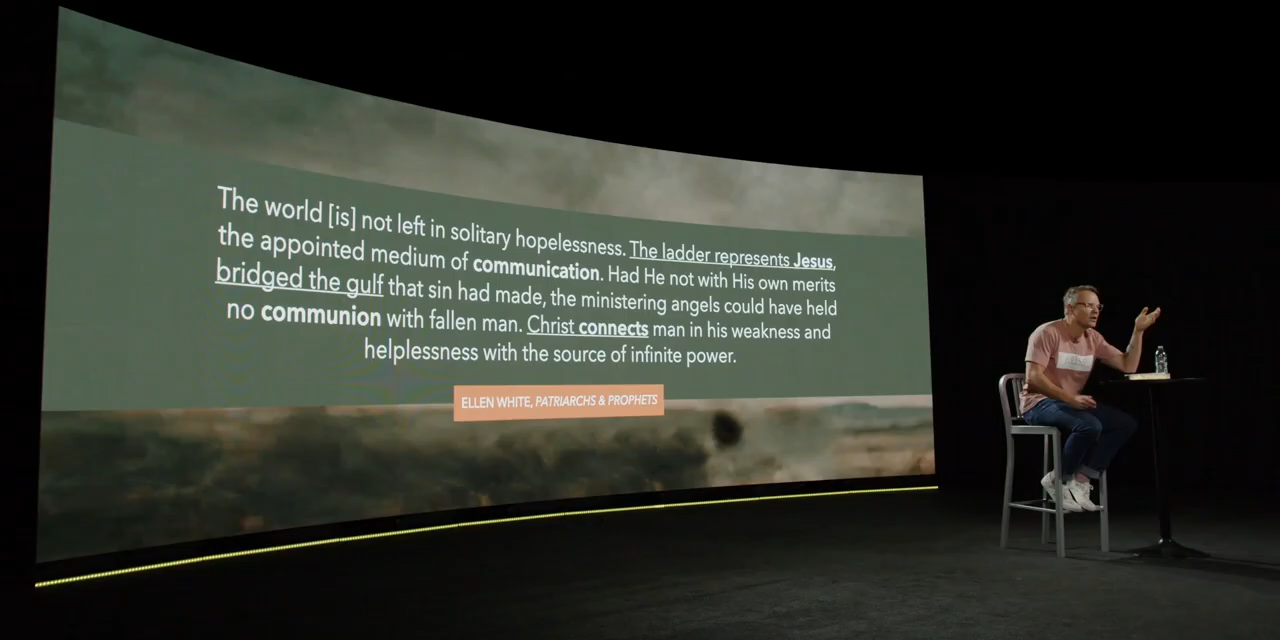 The world [is] not left in solitary hopelessness. The ladder represents Jesus,
the appointed medium of communication. Had He not with His own merits
bridged the gulf that sin had made, the ministering angels could have held
no communion with fallen man. Christ connects man in his weakness and
helplessness with the source of infinite power.
ELLEN WHITE, PATRIARCHS & PROPHETS